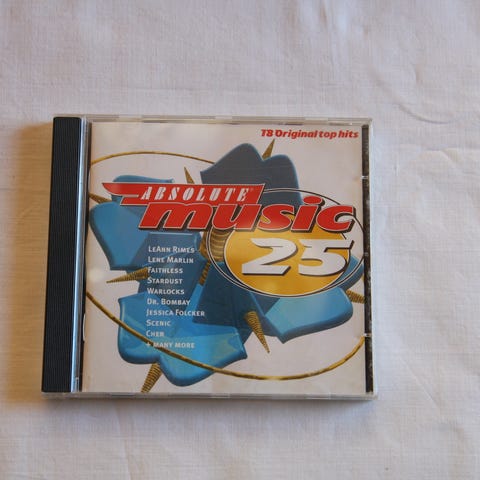 18 Original top hits
ABSOLUTE
music
25
LeAnn Rimes
Lene Marlin
Faithless
Stardust
Warlocks
Dr. Bombay
Jessica Folcker
Scenic
Cher
+ many more